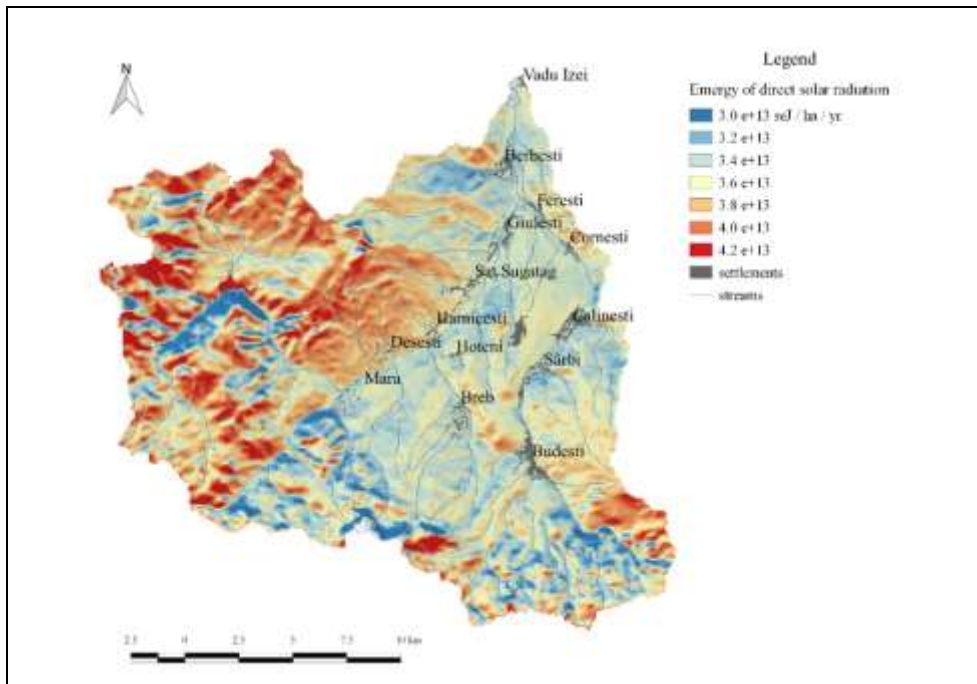 Legend
N
Vadu Izei
Emergy of direct solar radiation
3.0 e+13 seJ / ha / yr
3.2 e+13
3.4 e+13
3.6 e+13
3.8 e+13
4.0 e+13
4.2 e+13
settlements
streams
Berbesti
Feresti
Giulesti
Cornesti
Sat Sugatag
Harnicesti
Calinesti
Desesti
Hoteni
Sârbi
Mara
Breb
Budesti
2.5 0 2.5 5 7.5 10 km